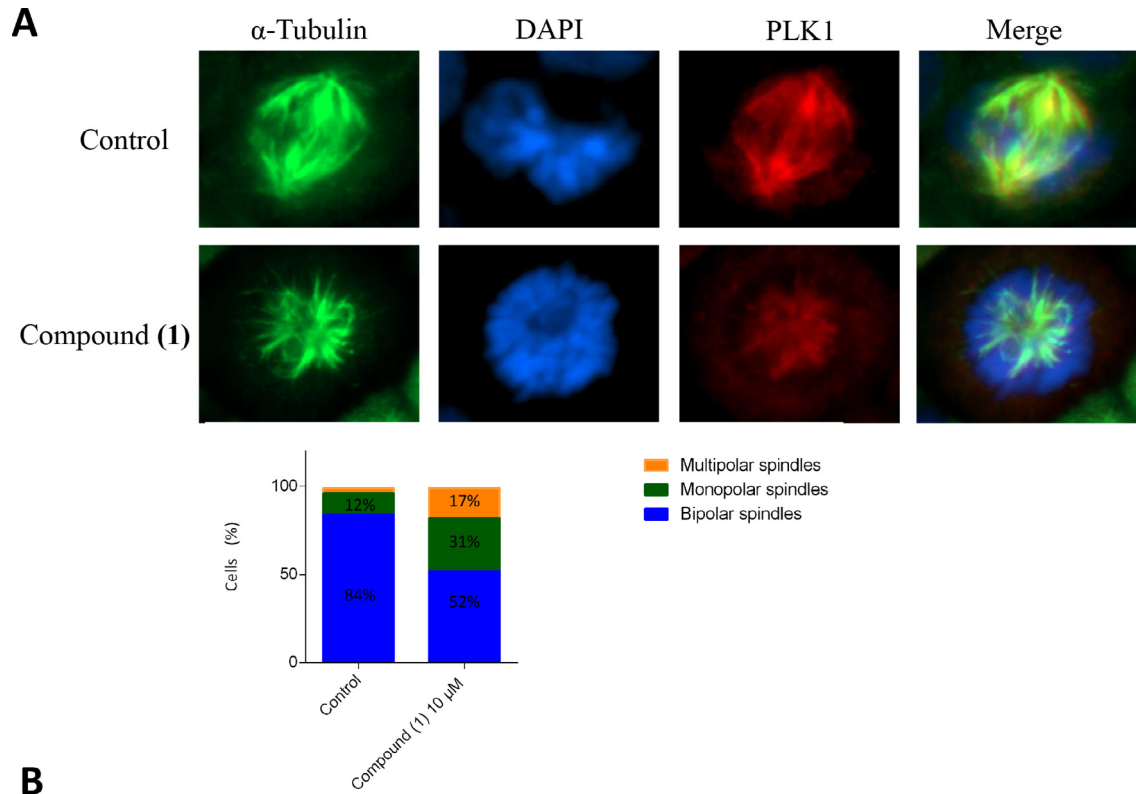 A
α-Tubulin DAPI PLK1 Merge
Control
Compound (1)
100
50
0
Cells (%)
12%
84%
17%
31%
52%
Control
Compound (1) 10 µM
Multipolar spindles
Monopolar spindles
Bipolar spindles
B